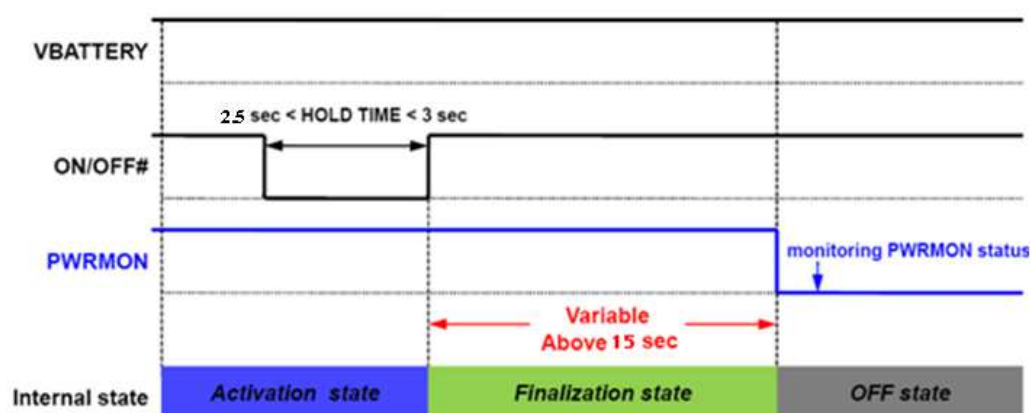 VBATTERY
2.5 sec < HOLD TIME < 3 sec
ON/OFF#
PWRMON
monitoring PWRMON status
Variable
Above 15 sec
Internal state
Activation state
Finalization state
OFF state